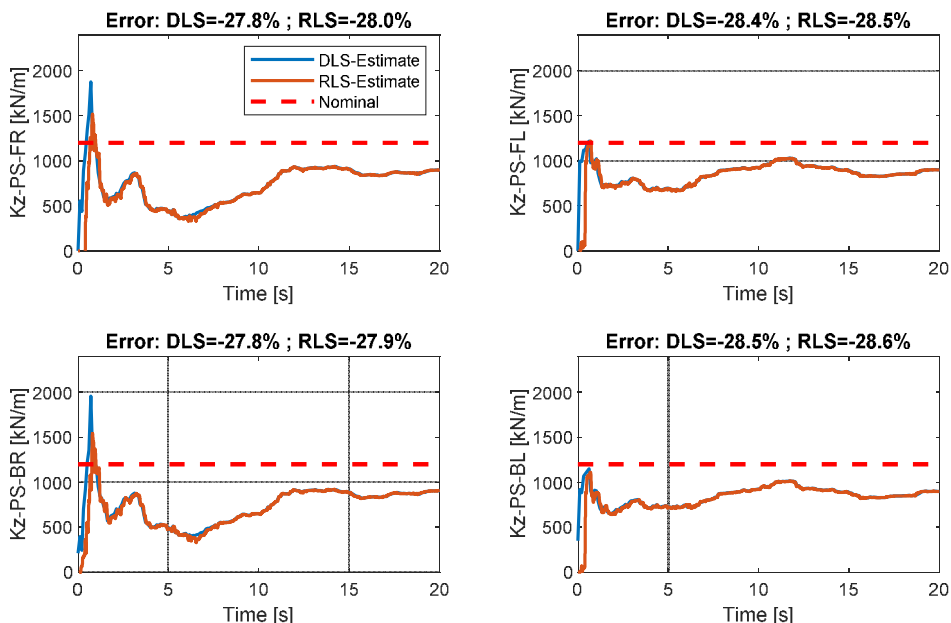 Error: DLS=-27.8% ; RLS=-28.0%
Kz-PS-FR [kN/m]
2000
1500
1000
500
0
DLS-Estimate
RLS-Estimate
Nominal
0 5 10 15 20
Time [s]
Error: DLS=-28.4% ; RLS=-28.5%
Kz-PS-FL [kN/m]
2000
1500
1000
500
0
0 5 10 15 20
Time [s]
Error: DLS=-27.8% ; RLS=-27.9%
Kz-PS-BR [kN/m]
2000
1500
1000
500
0
0 5 10 15 20
Time [s]
Error: DLS=-28.5% ; RLS=-28.6%
Kz-PS-BL [kN/m]
2000
1500
1000
500
0
0 5 10 15 20
Time [s]